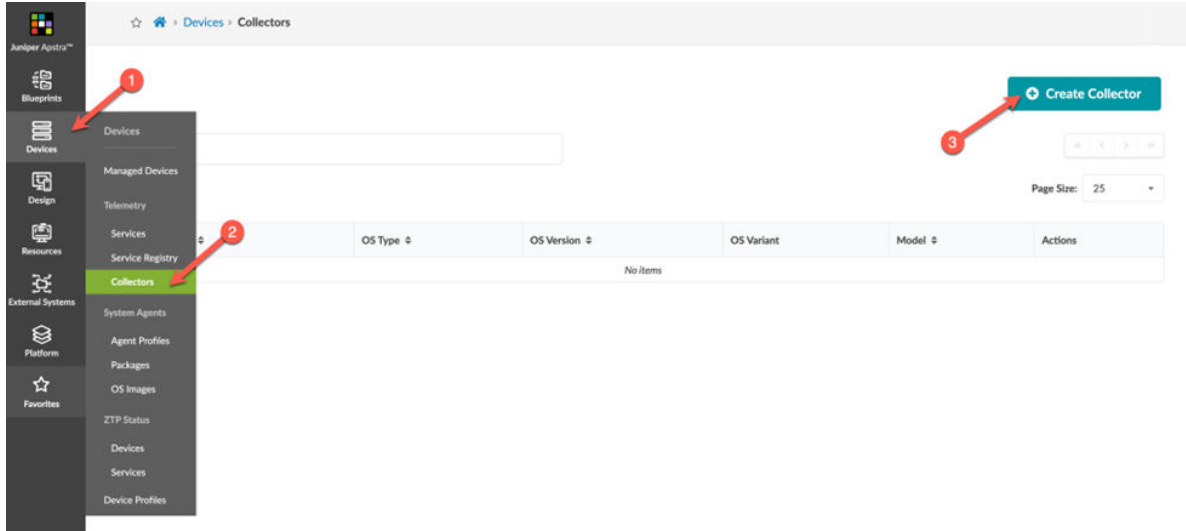 Juniper Apstra™
Blueprints
Devices
Design
Resources
External Systems
Platform
Favorites
Devices › Collectors
1
2
3
Devices
Managed Devices
Telemetry
Services
Service Registry
Collectors
System Agents
Agent Profiles
Packages
OS Images
ZTP Status
Devices
Services
Device Profiles
Create Collector
« ‹ › »
Page Size: 25
OS Type OS Version OS Variant Model Actions
No items